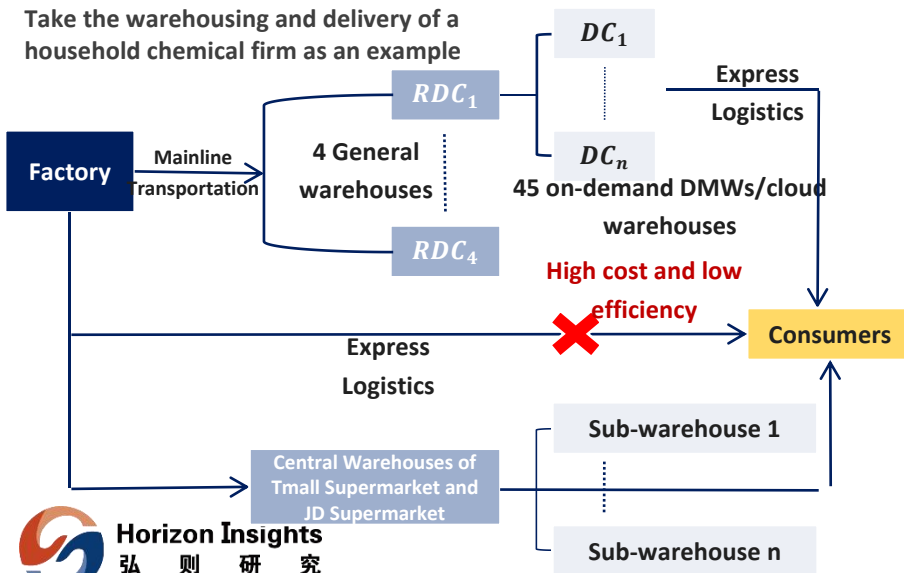 Take the warehousing and delivery of a
household chemical firm as an example
Factory
Mainline
Transportation
RDC₁
4 General
warehouses
RDC₄
DC₁
DCₙ
45 on-demand DMWs/cloud
warehouses
Express
Logistics
High cost and low
efficiency
Consumers
Express
Logistics
Central Warehouses of
Tmall Supermarket and
JD Supermarket
Sub-warehouse 1
Sub-warehouse n
Horizon Insights
弘则研究